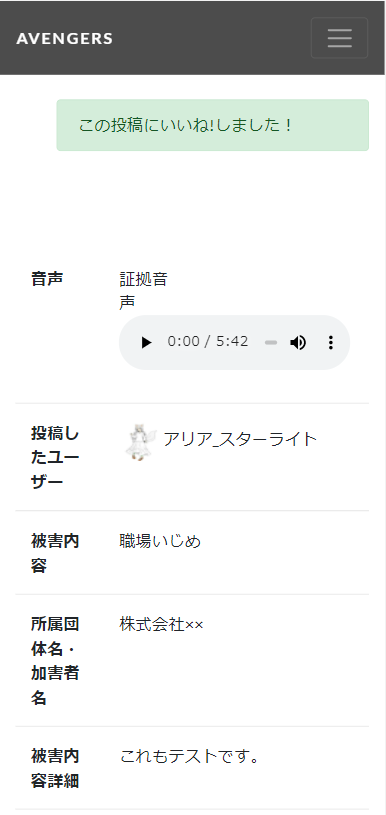 AVENGERS
この投稿にいいね!しました！
音声
証拠音
声
0:00 / 5:42
投稿し
たユー
ザー
アリア_スターライト
被害内
容
職場いじめ
所属団
体名・
加害者
名
株式会社××
被害内
容詳細
これもテストです。